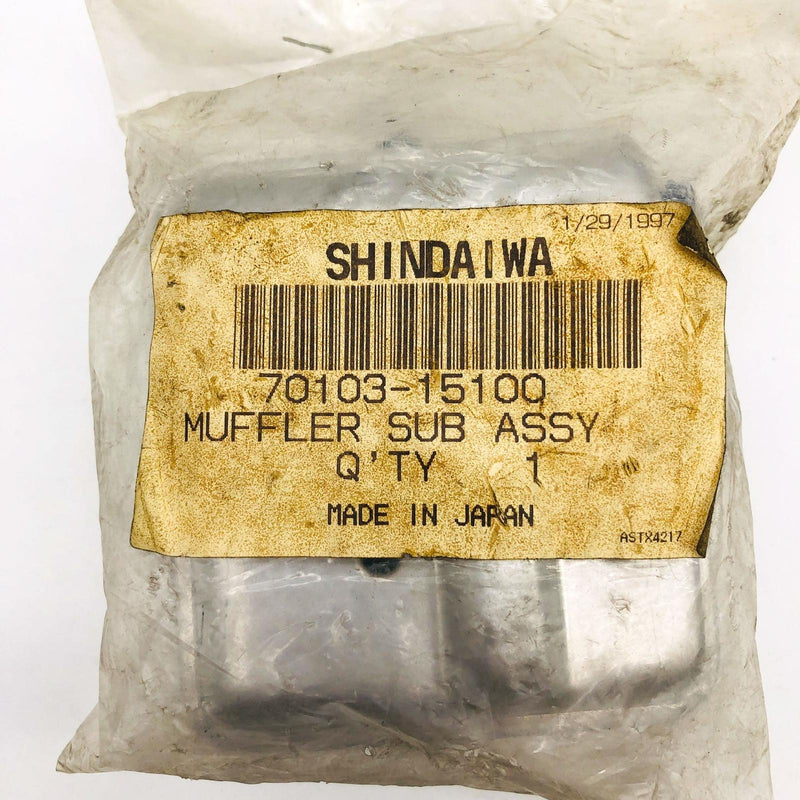 1/29/1997
SHINDAIWA
70103-15100
MUFFLER SUB ASSY
Q'TY 1
MADE IN JAPAN
ASTX4217